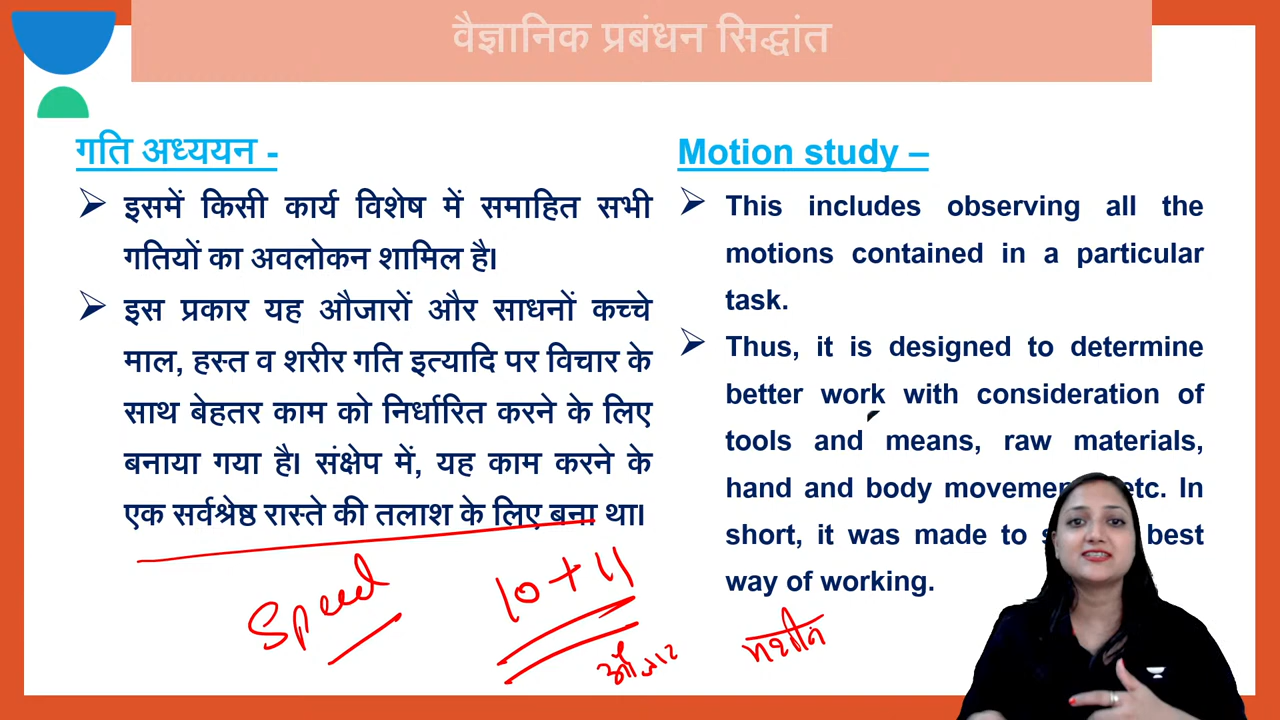 वैज्ञानिक प्रबंधन सिद्धांत
गति अध्ययन -
इसमें किसी कार्य विशेष में समाहित सभी
गतियों का अवलोकन शामिल है।
इस प्रकार यह औजारों और साधनों कच्चे
माल, हस्त व शरीर गति इत्यादि पर विचार के
साथ बेहतर काम को निर्धारित करने के लिए
बनाया गया है। संक्षेप में, यह काम करने के
एक सर्वश्रेष्ठ रास्ते की तलाश के लिए बना था।
Motion study –
This includes observing all the
motions contained in a particular
task.
Thus, it is designed to determine
better work with consideration of
tools and means, raw materials,
hand and body etc. In
short, it was made to best
way of working.
Speed
10 + 11
औजार
मशीन